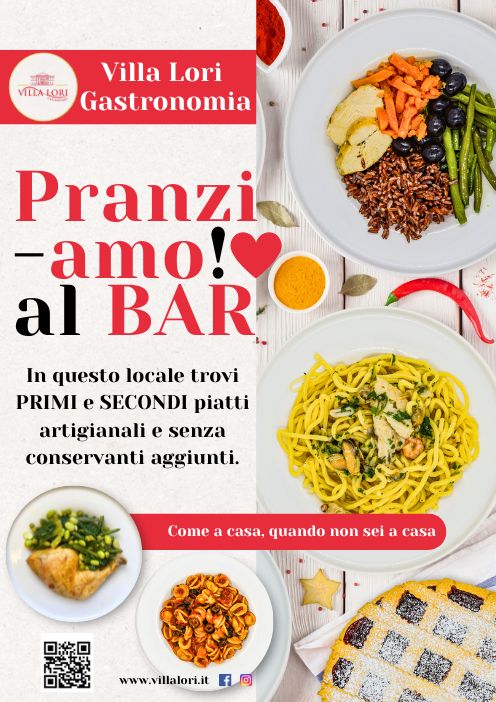 VILLA LORI
Villa Lori
Gastronomia
Pranzi
-amo!
al BAR
In questo locale trovi
PRIMI e SECONDI piatti
artigianali e senza
conservanti aggiunti.
Come a casa, quando non sei a casa
www.villalori.it